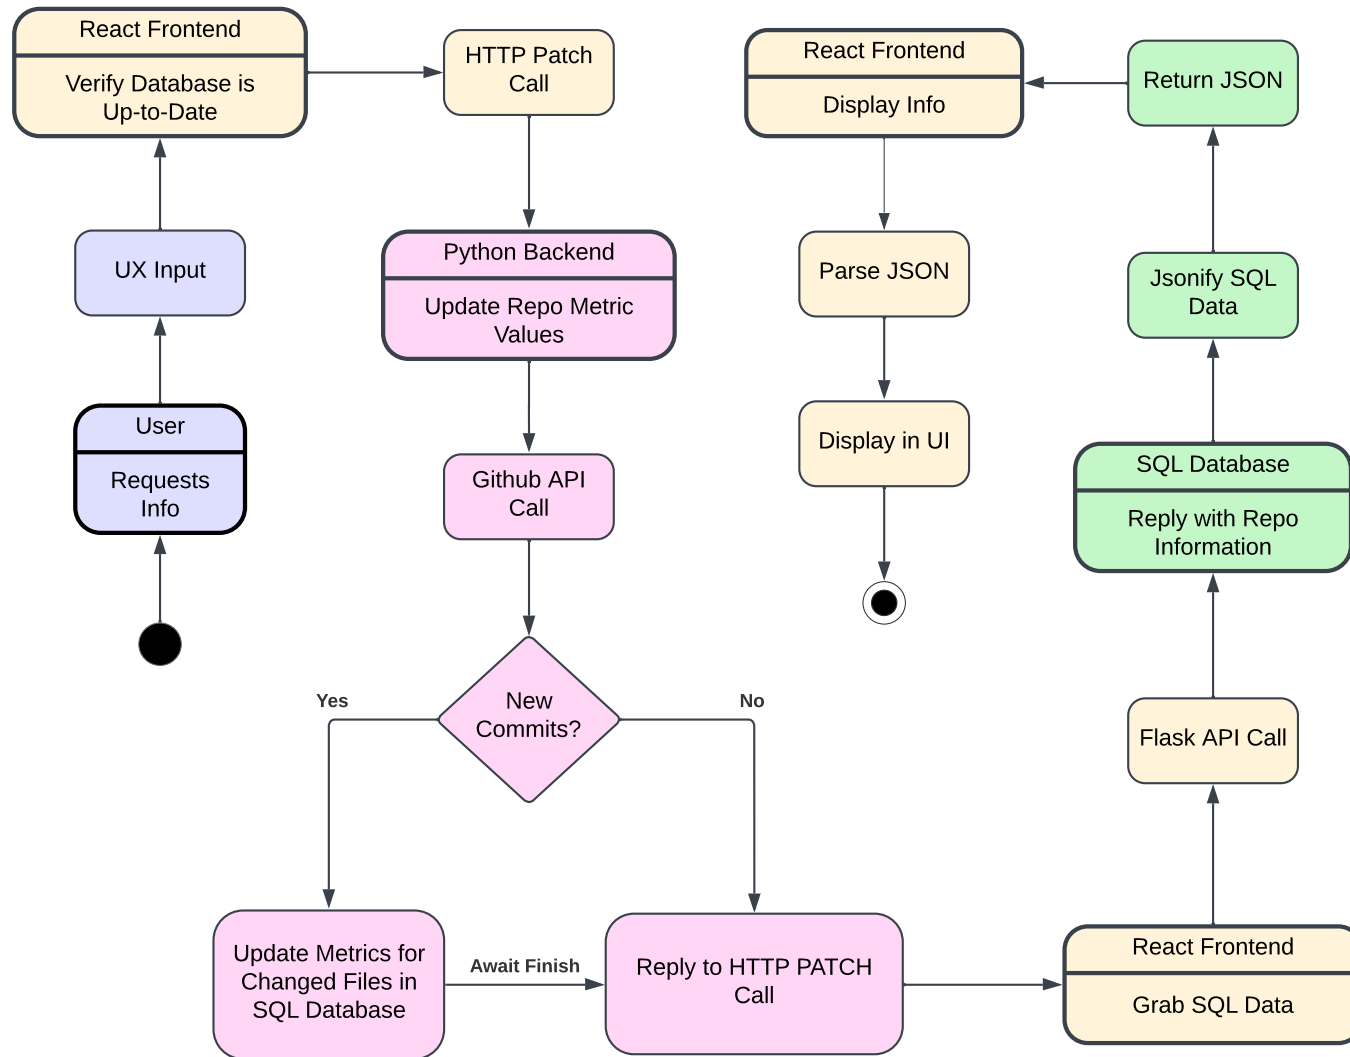 React Frontend
Verify Database is
Up-to-Date
HTTP Patch
Call
React Frontend
Display Info
Return JSON
UX Input
Python Backend
Update Repo Metric
Values
Parse JSON
Jsonify SQL
Data
User
Requests
Info
Github API
Call
Display in UI
SQL Database
Reply with Repo
Information
Yes
New
Commits?
No
Flask API Call
Update Metrics for
Changed Files in
SQL Database
Await Finish
Reply to HTTP PATCH
Call
React Frontend
Grab SQL Data